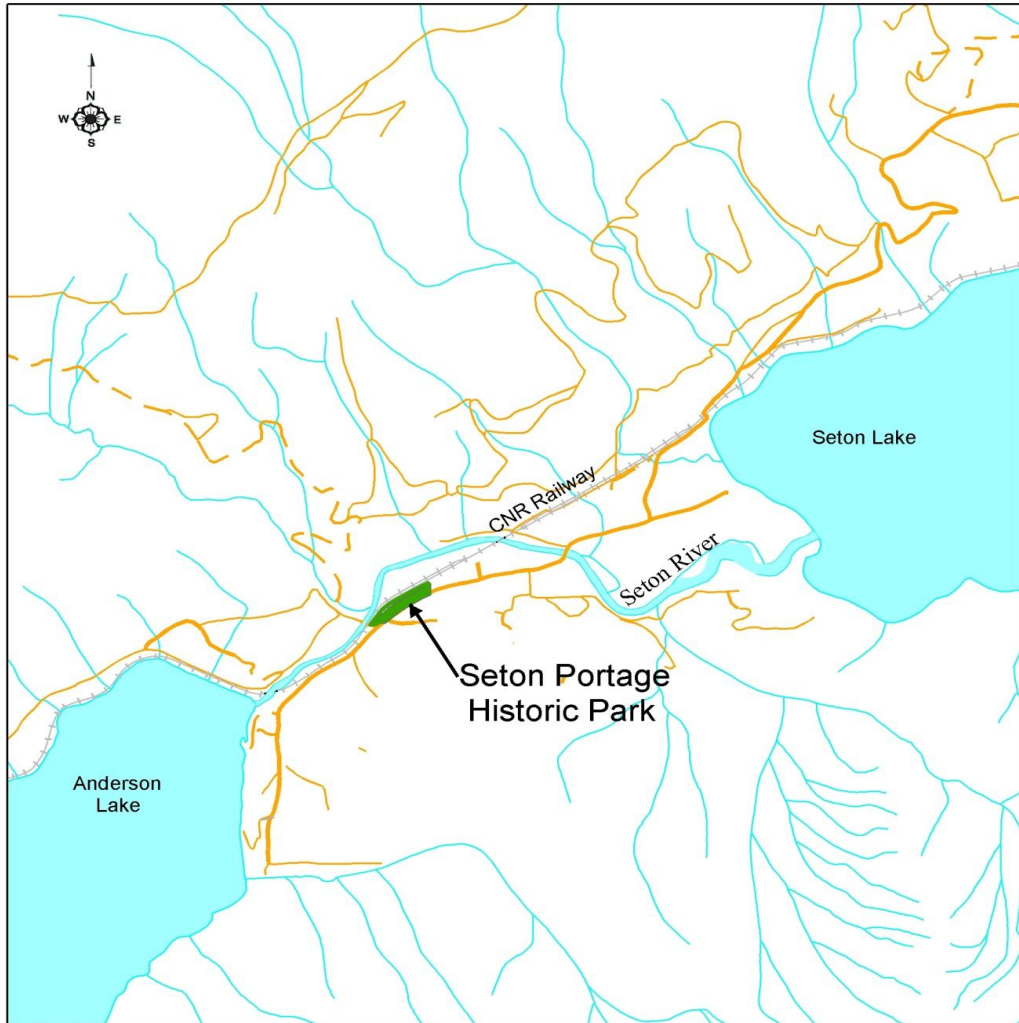 N
W E
S
Seton Lake
CNR Railway
Seton River
Seton Portage
Historic Park
Anderson
Lake